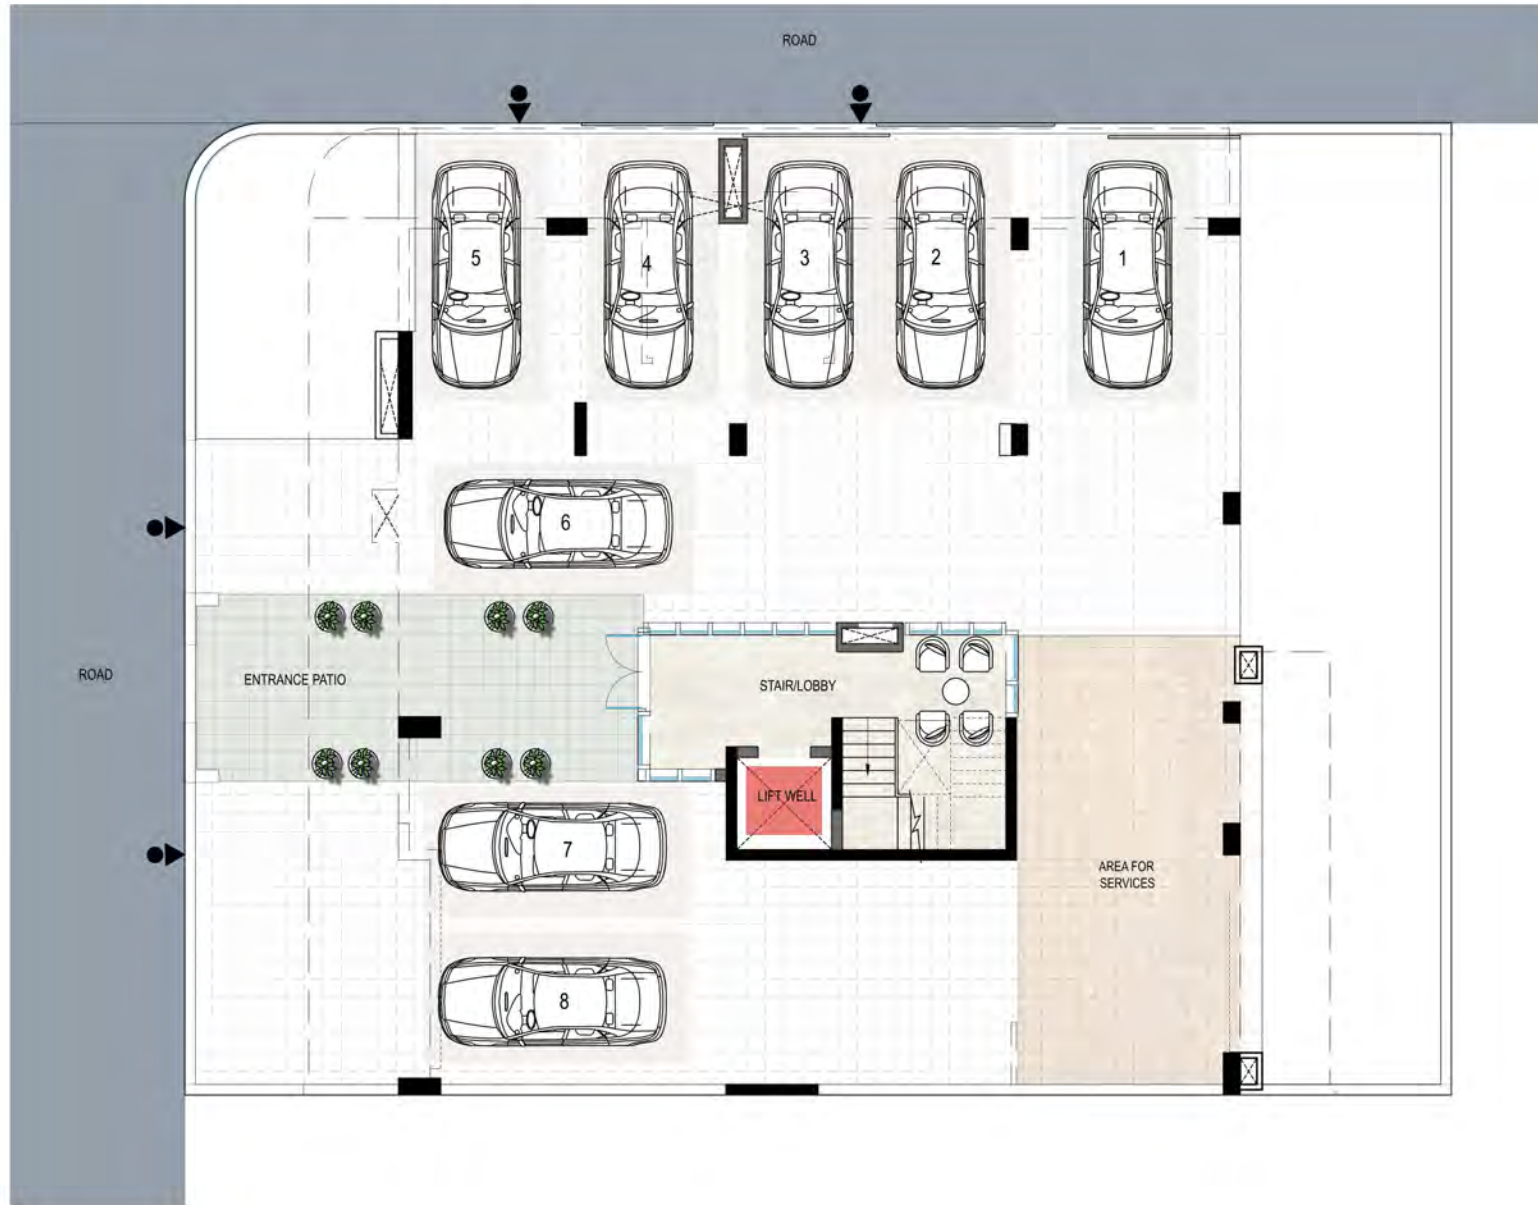 ROAD
5
4
3
2
1
6
ROAD
ENTRANCE PATIO
STAIR/LOBBY
LIFT WELL
7
AREA FOR
SERVICES
8